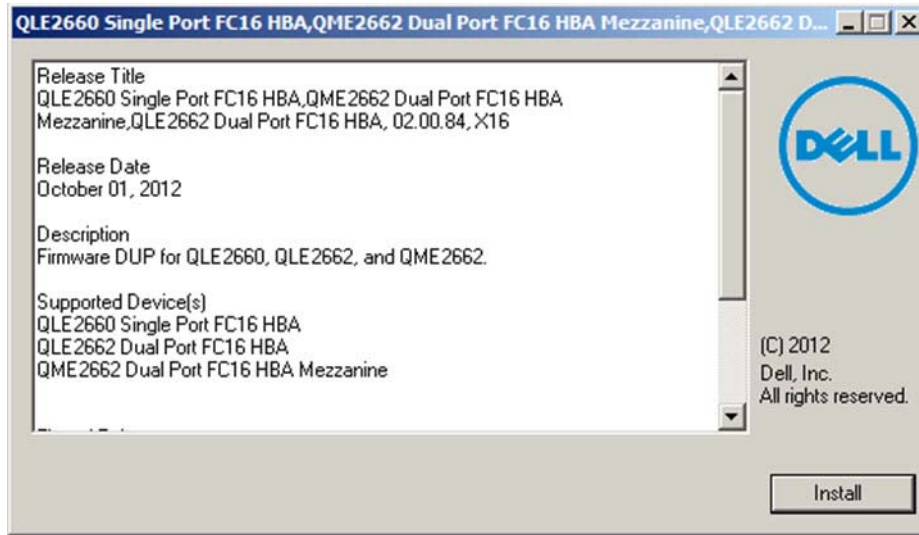 QLE2660 Single Port FC16 HBA,QME2662 Dual Port FC16 HBA Mezzanine,QLE2662 D...
Release Title
QLE2660 Single Port FC16 HBA,QME2662 Dual Port FC16 HBA
Mezzanine,QLE2662 Dual Port FC16 HBA, 02.00.84, X16
Release Date
October 01, 2012
Description
Firmware DUP for QLE2660, QLE2662, and QME2662.
Supported Device(s)
QLE2660 Single Port FC16 HBA
QLE2662 Dual Port FC16 HBA
QME2662 Dual Port FC16 HBA Mezzanine
DELL
(C) 2012
Dell, Inc.
All rights reserved.
Install